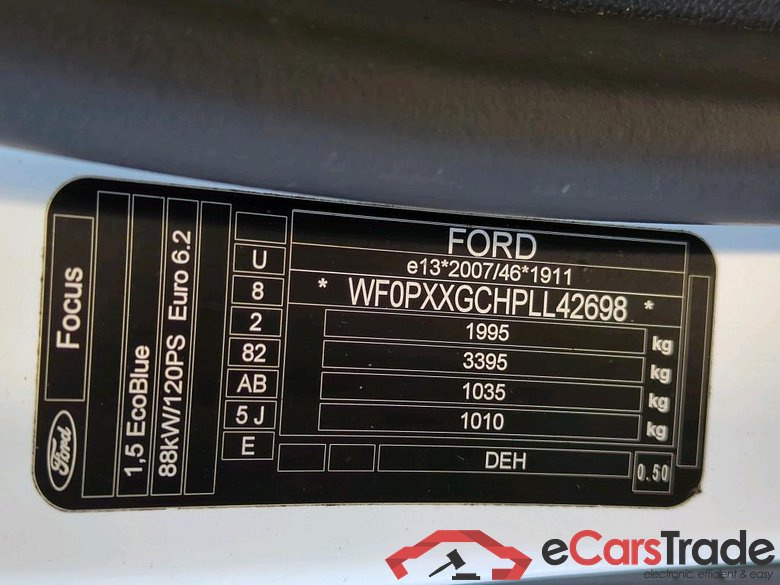 Focus
Ford
1,5 EcoBlue
88kW/120PS Euro 6.2
U
8
2
82
AB
5 J
E
FORD
e13*2007/46*1911
* WF0PXXGCHPLL42698 *
1995 kg
3395 kg
1035 kg
1010 kg
DEH
0.50
eCarsTrade
electronic, efficient & easy